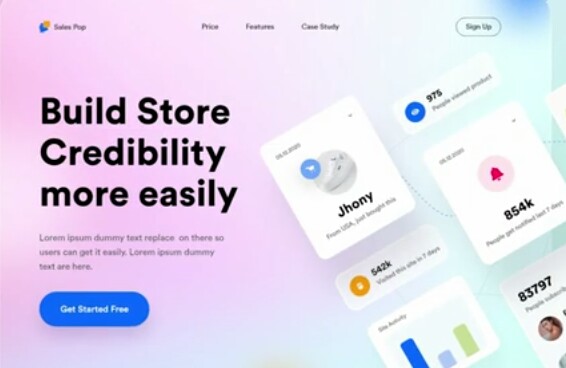 Sales Pop
Price
Features
Case Study
Sign Up
Build Store
Credibility
more easily
Lorem ipsum dummy text replace on there so
users can get it easily. Lorem ipsum dummy
text are here.
Get Started Free
975
People viewed product
05.12.2020
Jhony
From USA, just bought this
05.12.2020
854k
People get notified last 7 days
542k
Visited this site in 7 days
Site Activity
83797
People